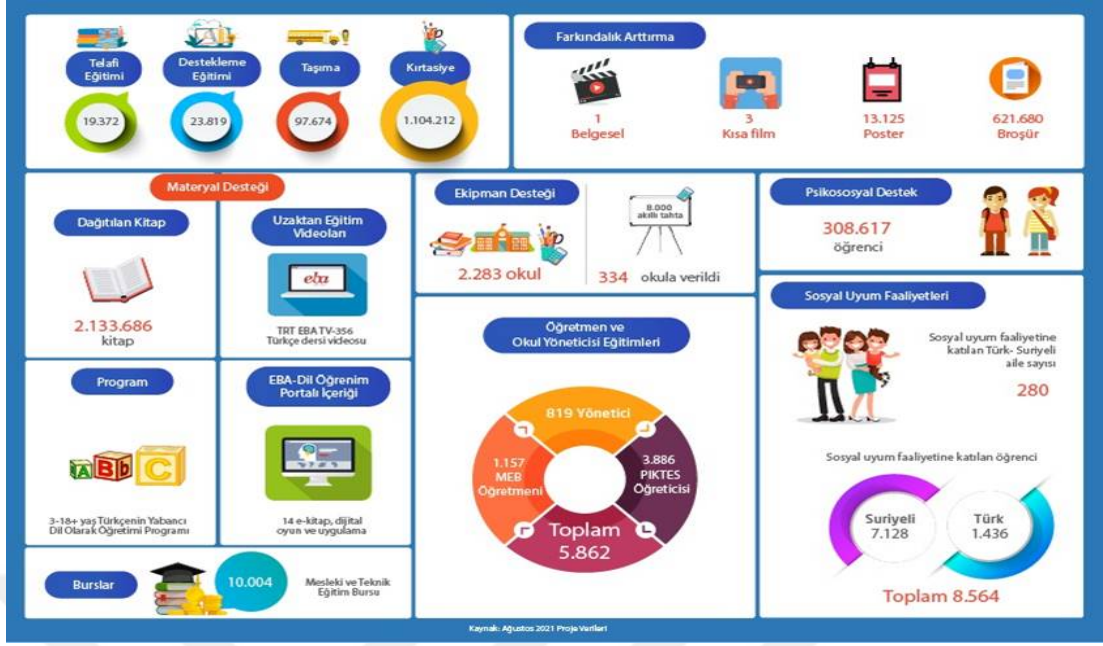 Telafi
Eğitimi
19.372
Destekleme
Eğitimi
23.819
Taşıma
97.674
Kırtasiye
1.104.212
Farkındalık Arttırma
1
Belgesel
3
Kısa film
13.125
Poster
621.680
Broşür
Materyal Desteği
Dağıtılan Kitap
2.133.686
kitap
Uzaktan Eğitim
Videoları
eba
TRT EBA TV-356
Türkçe dersi videosu
Program
A B b C
3-18+ yaş Türkçenin Yabancı
Dil Olarak Öğretimi Programı
EBA-Dil Öğrenim
Portalı İçeriği
14 e-kitap, dijital
oyun ve uygulama
Burslar
10.004
Mesleki ve Teknik
Eğitim Bursu
Ekipman Desteği
2.283 okul
8.000
akıllı tahta
334 okula verildi
Öğretmen ve
Okul Yöneticisi Eğitimleri
819 Yönetici
1.157
MEB
Öğretmeni
3.886
PIKTES
Öğreticisi
Toplam
5.862
Psikososyal Destek
308.617
öğrenci
Sosyal Uyum Faaliyetleri
Sosyal uyum faaliyetine
katılan Türk- Suriyeli
aile sayısı
280
Sosyal uyum faaliyetine katılan öğrenci
Suriyeli
7.128
Türk
1.436
Toplam 8.564
Kaynak: Ağustos 2021 Proje Verileri